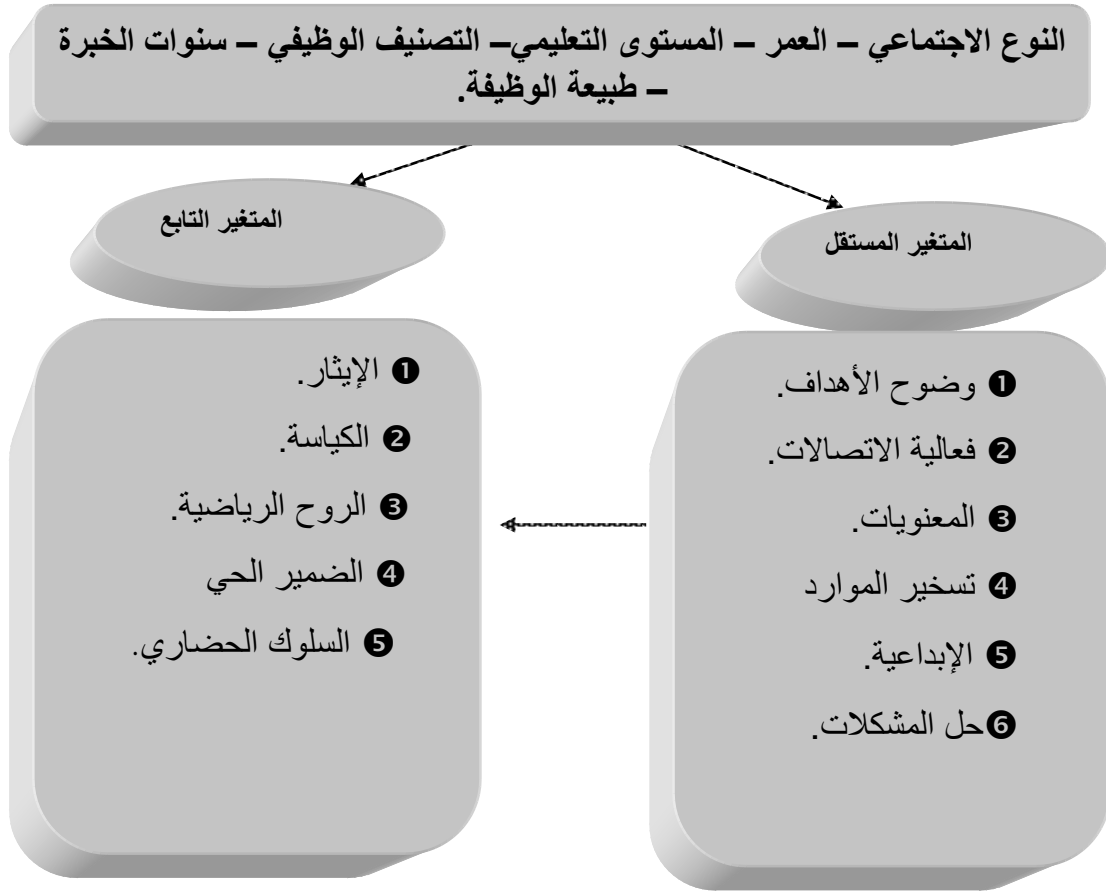 النوع الاجتماعي – العمر – المستوى التعليمي– التصنيف الوظيفي – سنوات الخبرة
– طبيعة الوظيفة.
المتغير المستقل
❶ وضوح الأهداف.
❷ فعالية الاتصالات.
❸ المعنويات.
❹ تسخير الموارد
❺ الإبداعية.
❻حل المشكلات.
المتغير التابع
❶ الإيثار.
❷ الكياسة.
❸ الروح الرياضية.
❹ الضمير الحي
❺ السلوك الحضاري.